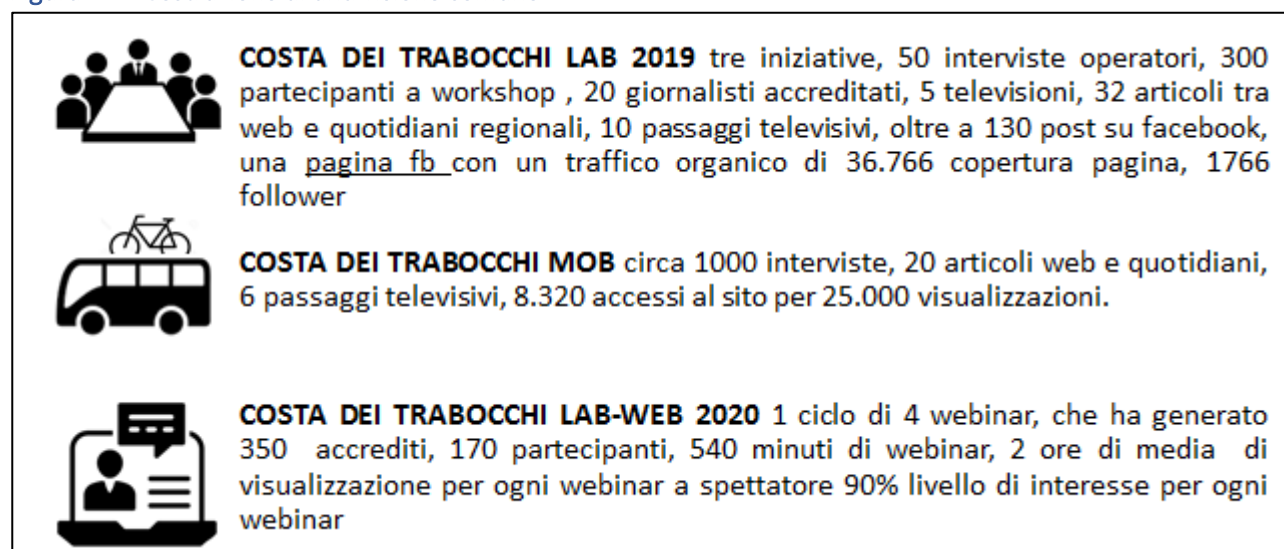 COSTA DEI TRABOCCHI LAB 2019 tre iniziative, 50 interviste operatori, 300
partecipanti a workshop , 20 giornalisti accreditati, 5 televisioni, 32 articoli tra
web e quotidiani regionali, 10 passaggi televisivi, oltre a 130 post su facebook,
una pagina fb con un traffico organico di 36.766 copertura pagina, 1766
follower
COSTA DEI TRABOCCHI MOB circa 1000 interviste, 20 articoli web e quotidiani,
6 passaggi televisivi, 8.320 accessi al sito per 25.000 visualizzazioni.
COSTA DEI TRABOCCHI LAB-WEB 2020 1 ciclo di 4 webinar, che ha generato
350 accrediti, 170 partecipanti, 540 minuti di webinar, 2 ore di media di
visualizzazione per ogni webinar a spettatore 90% livello di interesse per ogni
webinar